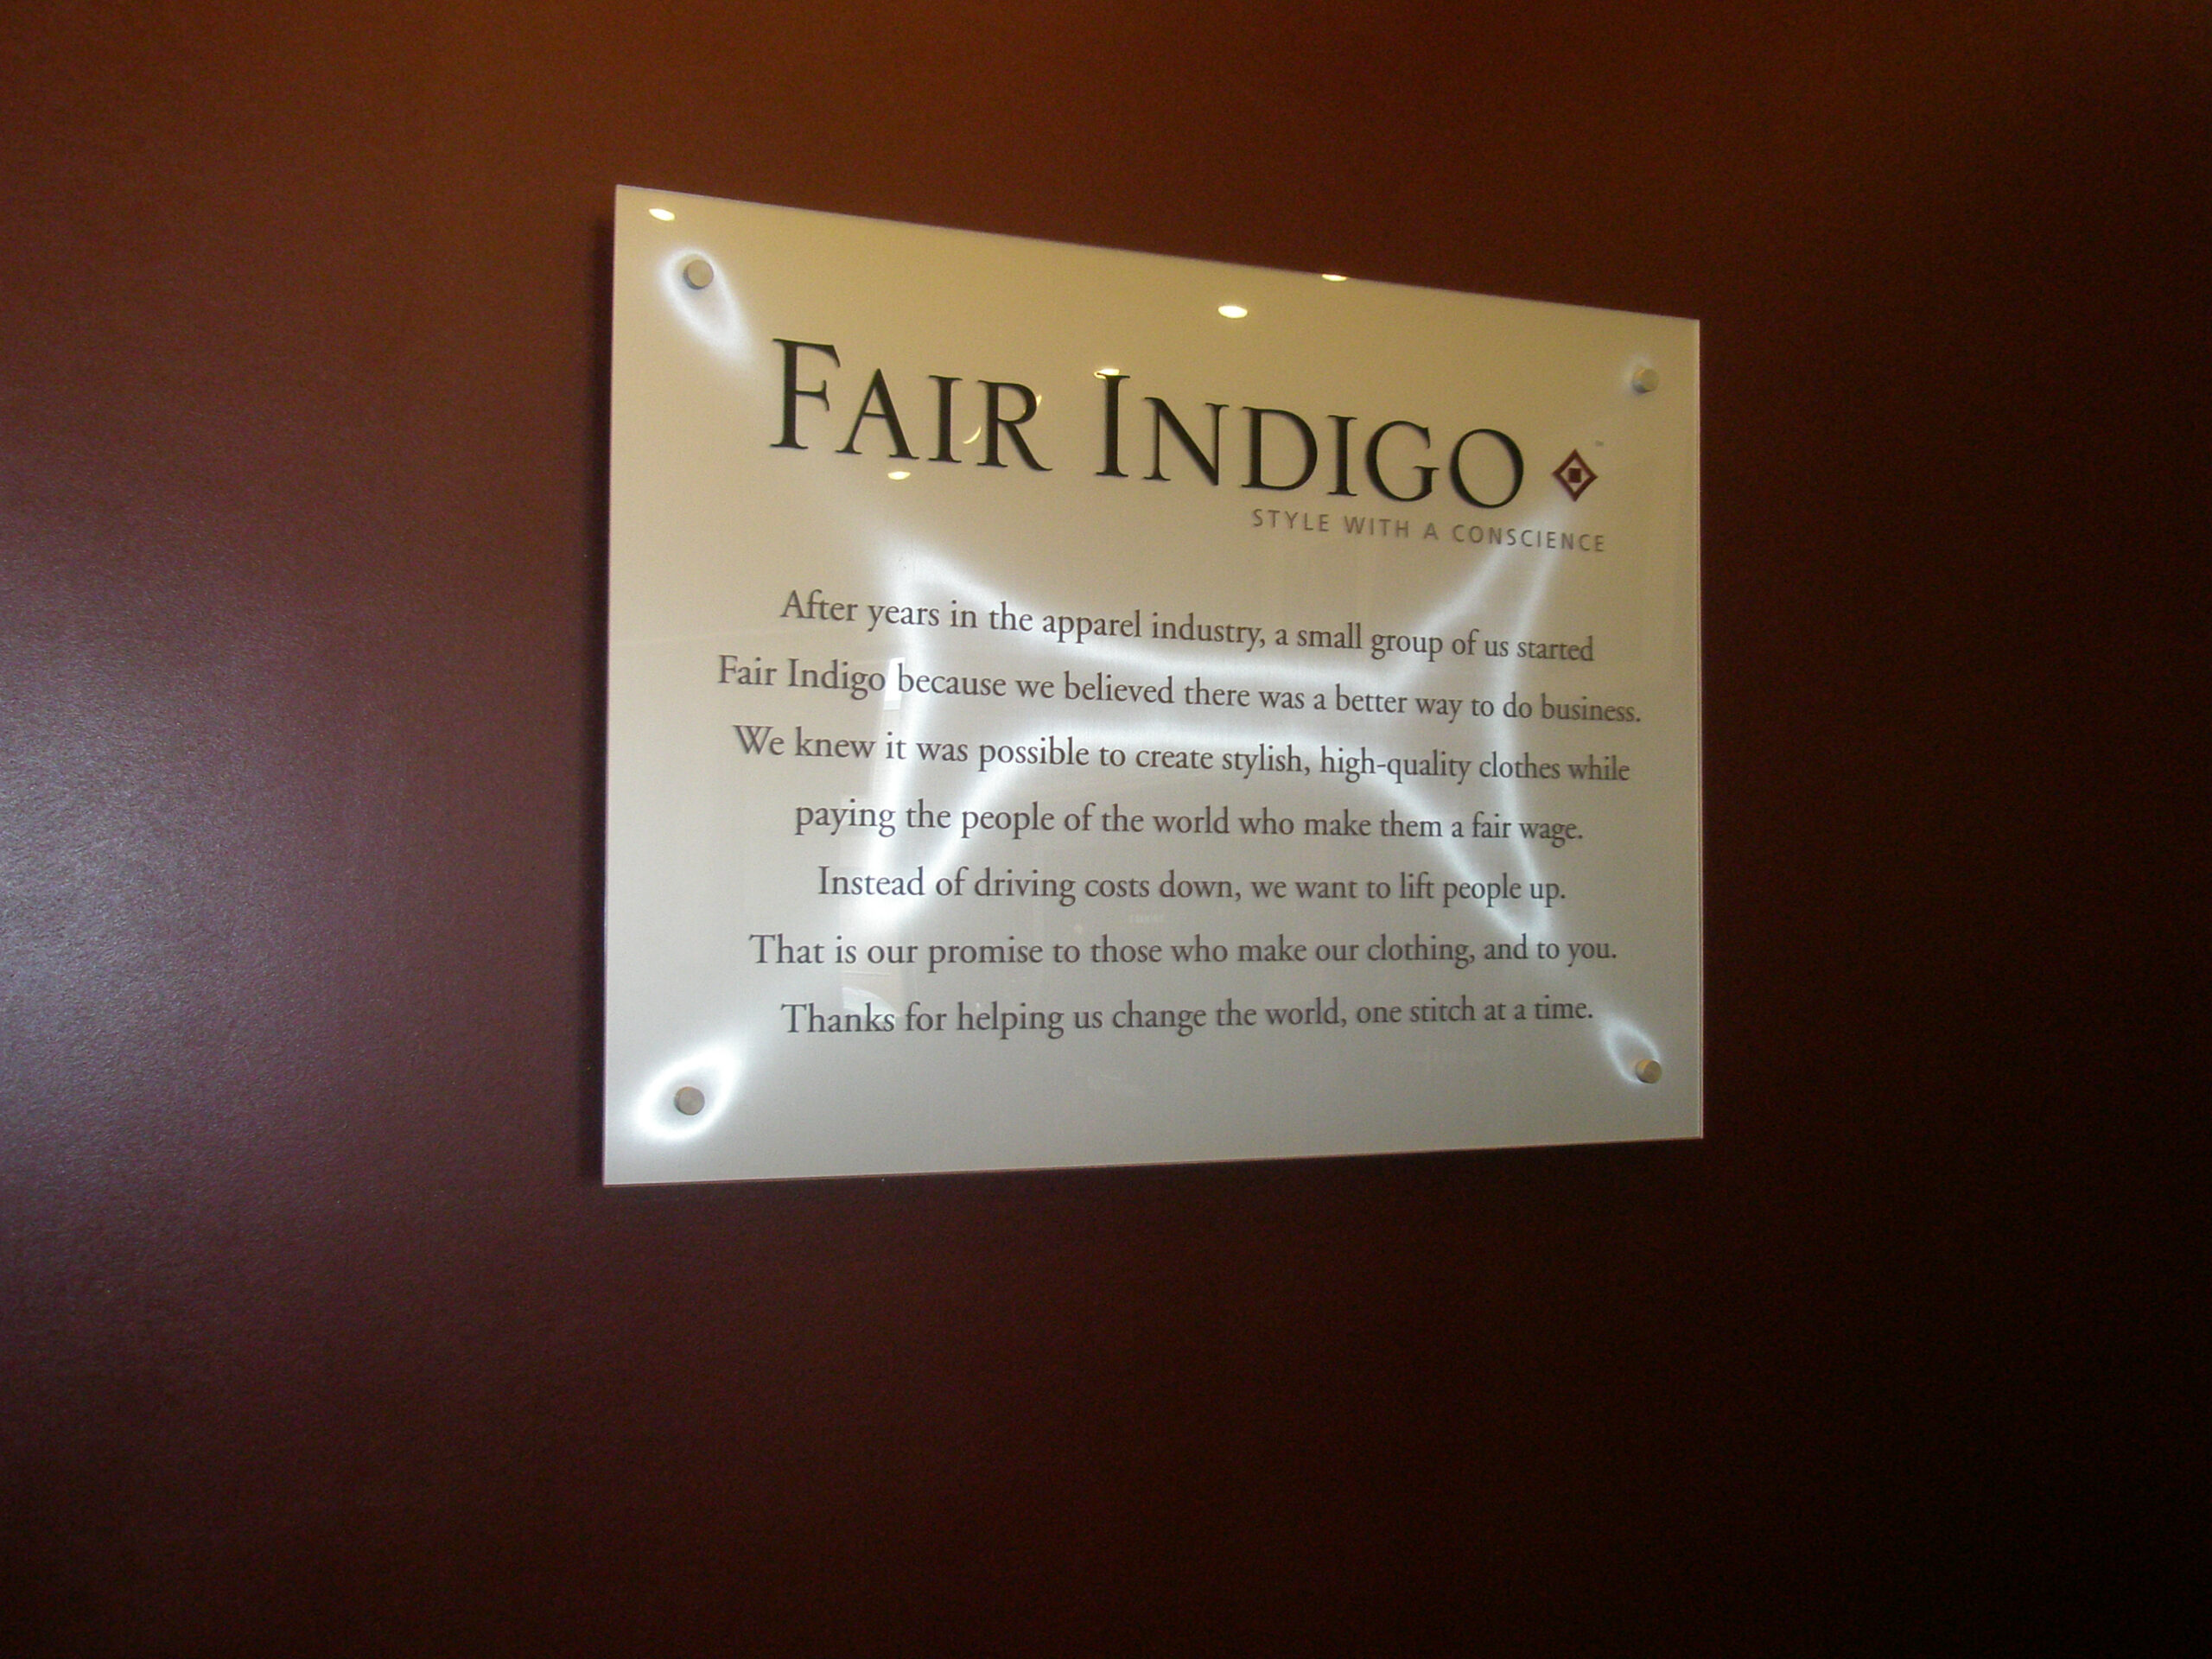 FAIR INDIGO
STYLE WITH A CONSCIENCE
After years in the apparel industry, a small group of us started
Fair Indigo because we believed there was a better way to do business.
We knew it was possible to create stylish, high-quality clothes while
paying the people of the world who make them a fair wage.
Instead of driving costs down, we want to lift people up.
That is our promise to those who make our clothing, and to you.
Thanks for helping us change the world, one stitch at a time.